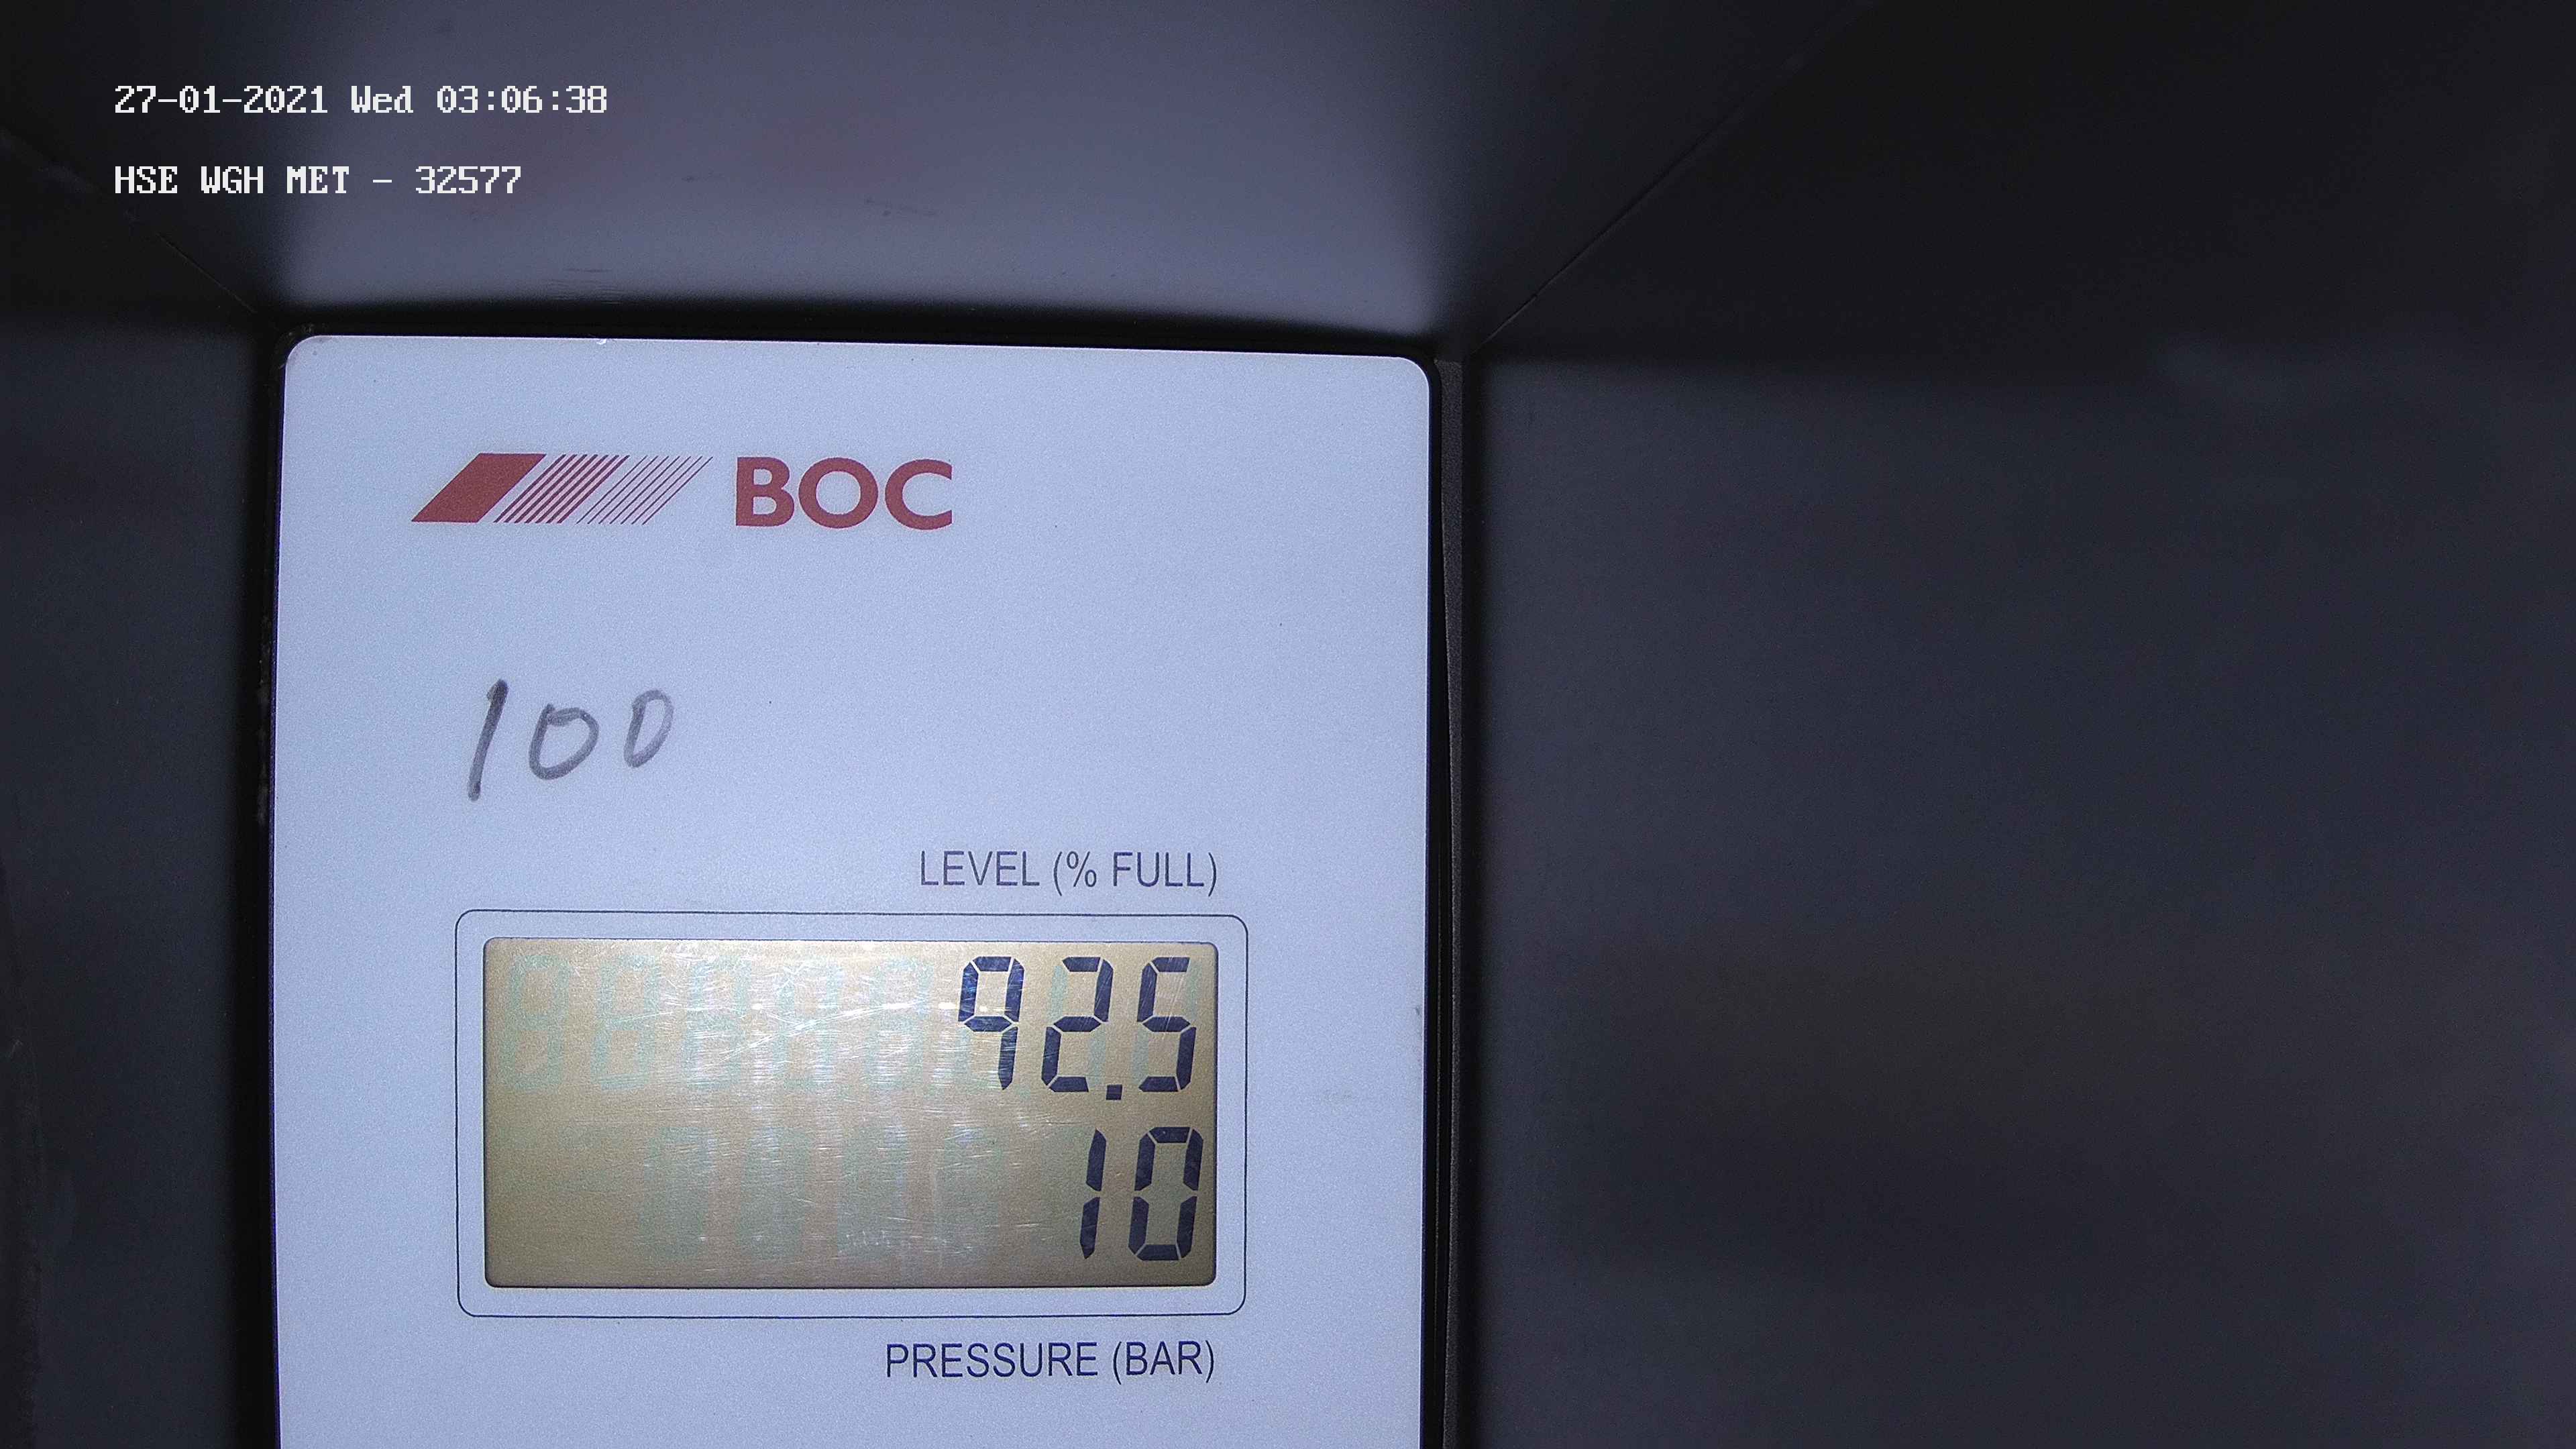 27-01-2021 Wed 03:06:38
HSE WGH MET - 32577
BOC
100
LEVEL (% FULL)
92.5
10
PRESSURE (BAR)